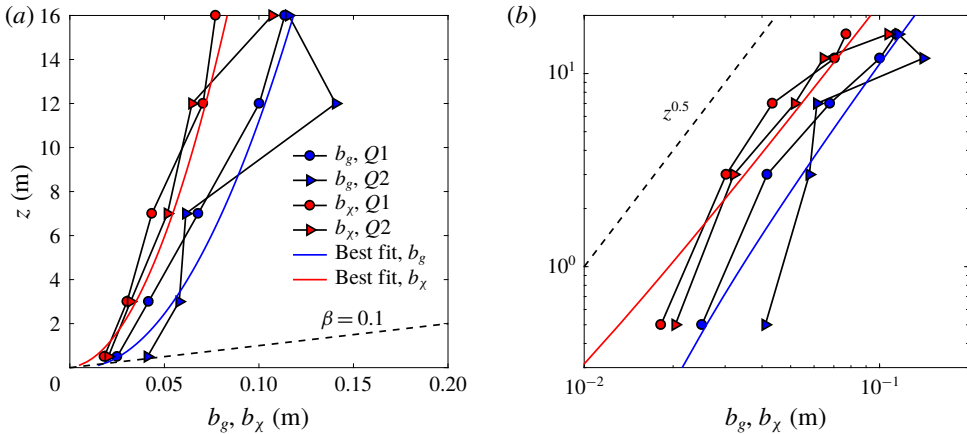 (a)
16
14
12
10
8
6
4
2
0
0.05
0.10
0.15
0.20
z (m)
b_g, b_χ (m)
b_g, Q1
b_g, Q2
b_χ, Q1
b_χ, Q2
Best fit, b_g
Best fit, b_χ
β = 0.1
(b)
10^1
10^0
10^−2
10^−1
z^0.5
b_g, b_χ (m)